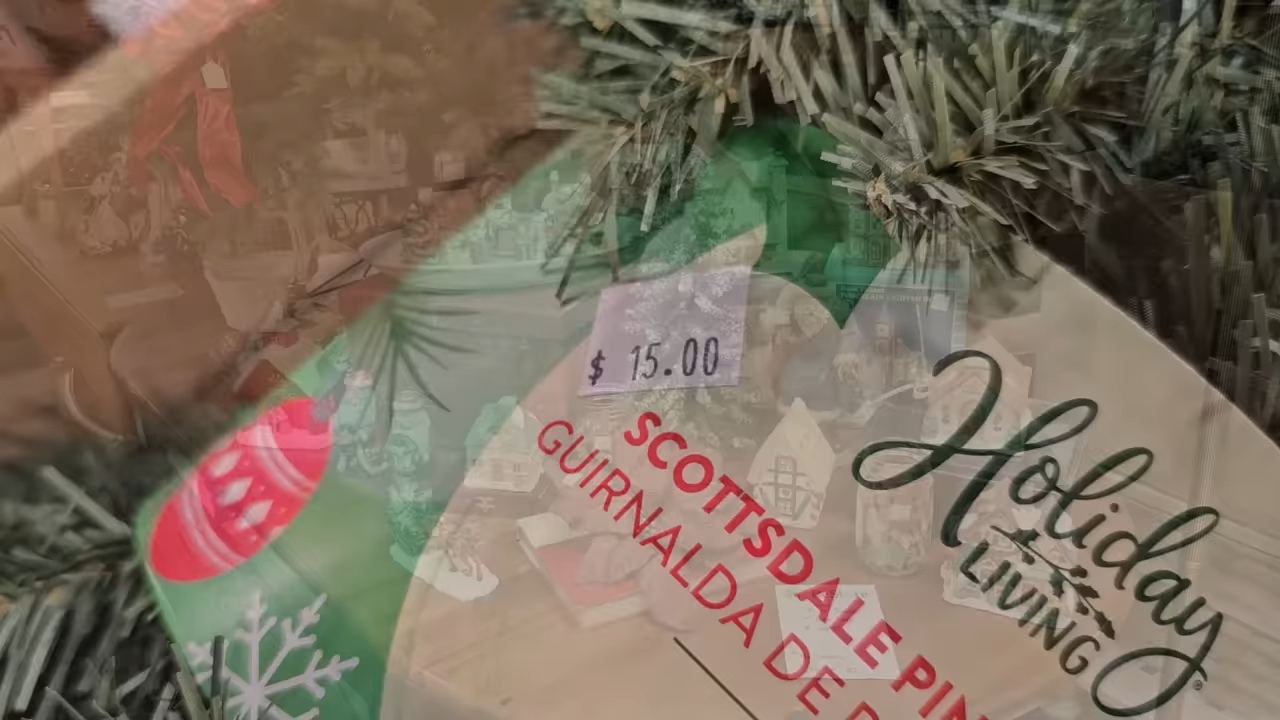 $ 15.00
Holiday
LIVING
SCOTTSDALE PIN
GUIRNALDA DE